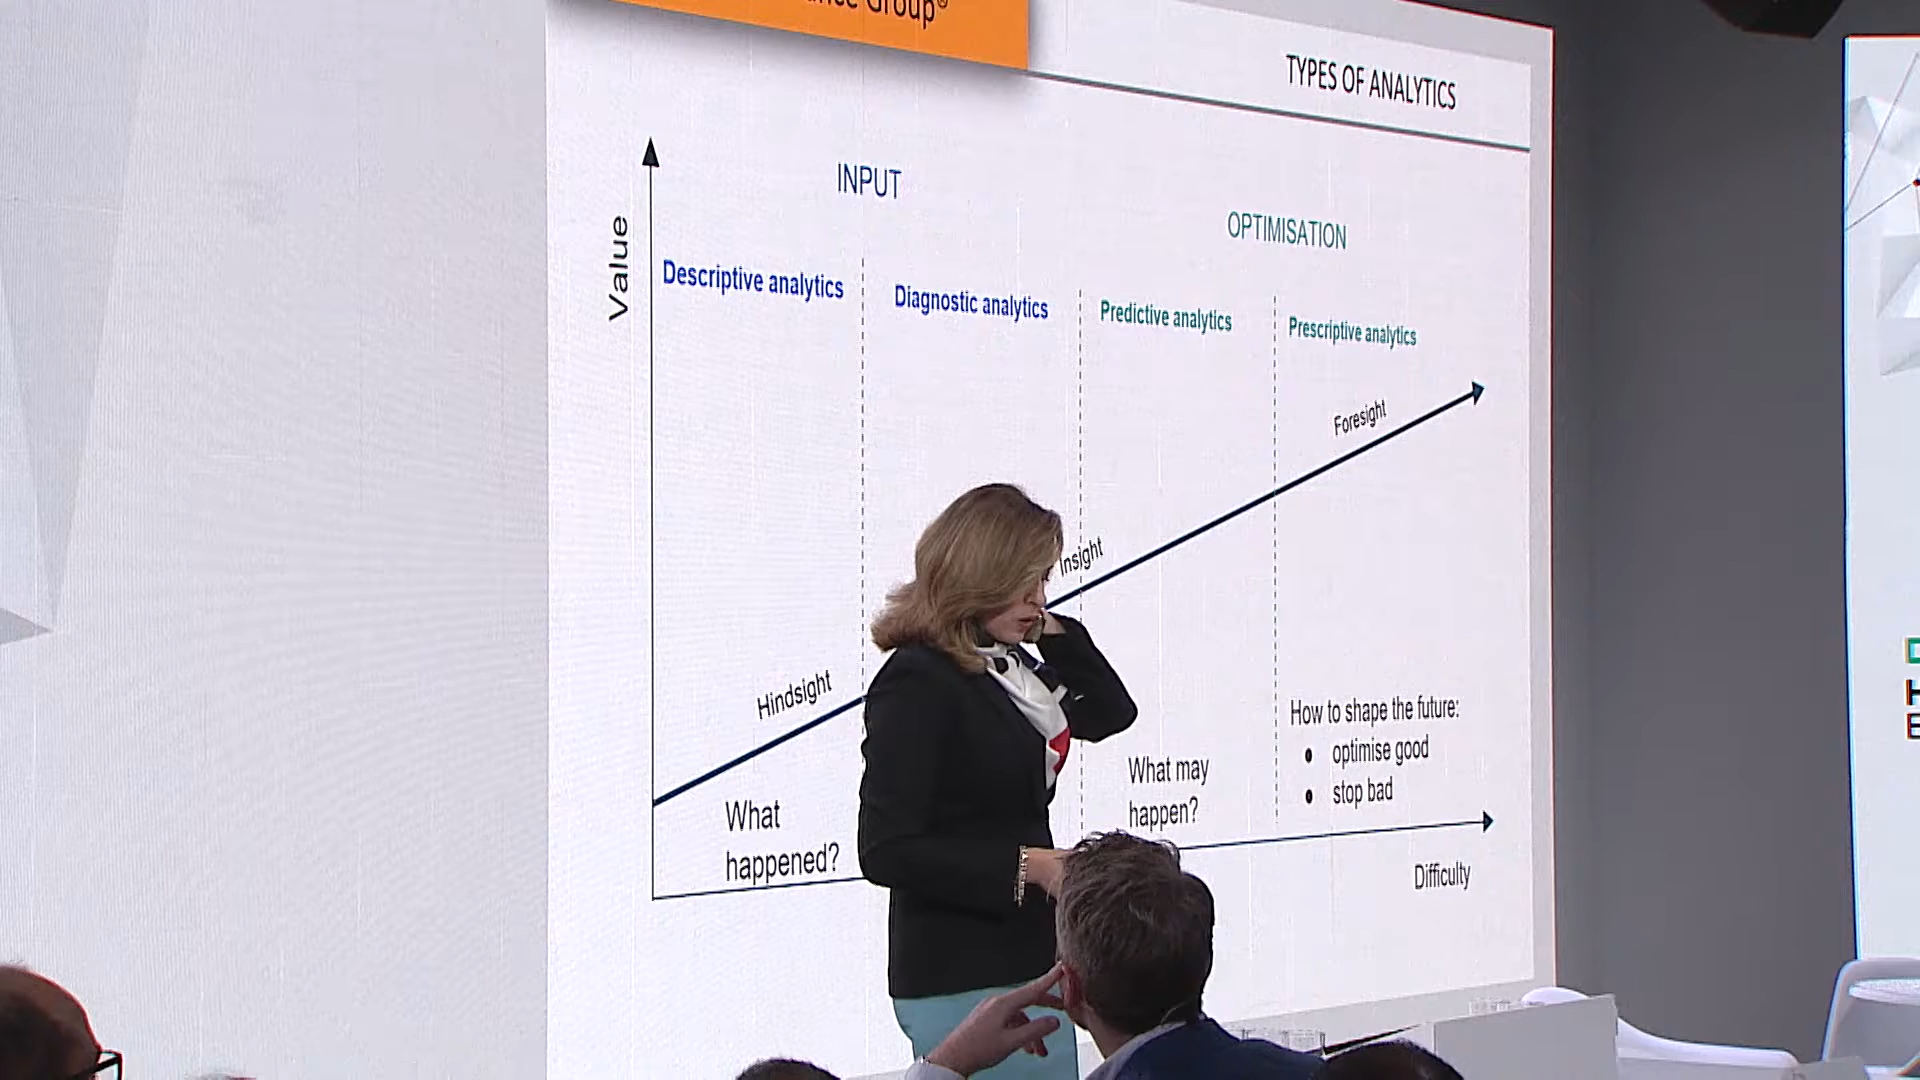 Group®
TYPES OF ANALYTICS
INPUT
OPTIMISATION
Value
Descriptive analytics
Diagnostic analytics
Predictive analytics
Prescriptive analytics
Foresight
Insight
Hindsight
What
happened?
What may
happen?
How to shape the future:
• optimise good
• stop bad
Difficulty